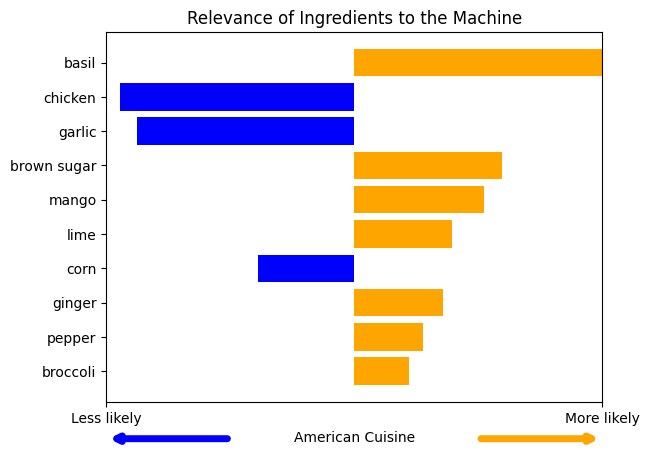 Relevance of Ingredients to the Machine
basil
chicken
garlic
brown sugar
mango
lime
corn
ginger
pepper
broccoli
Less likely More likely
American Cuisine